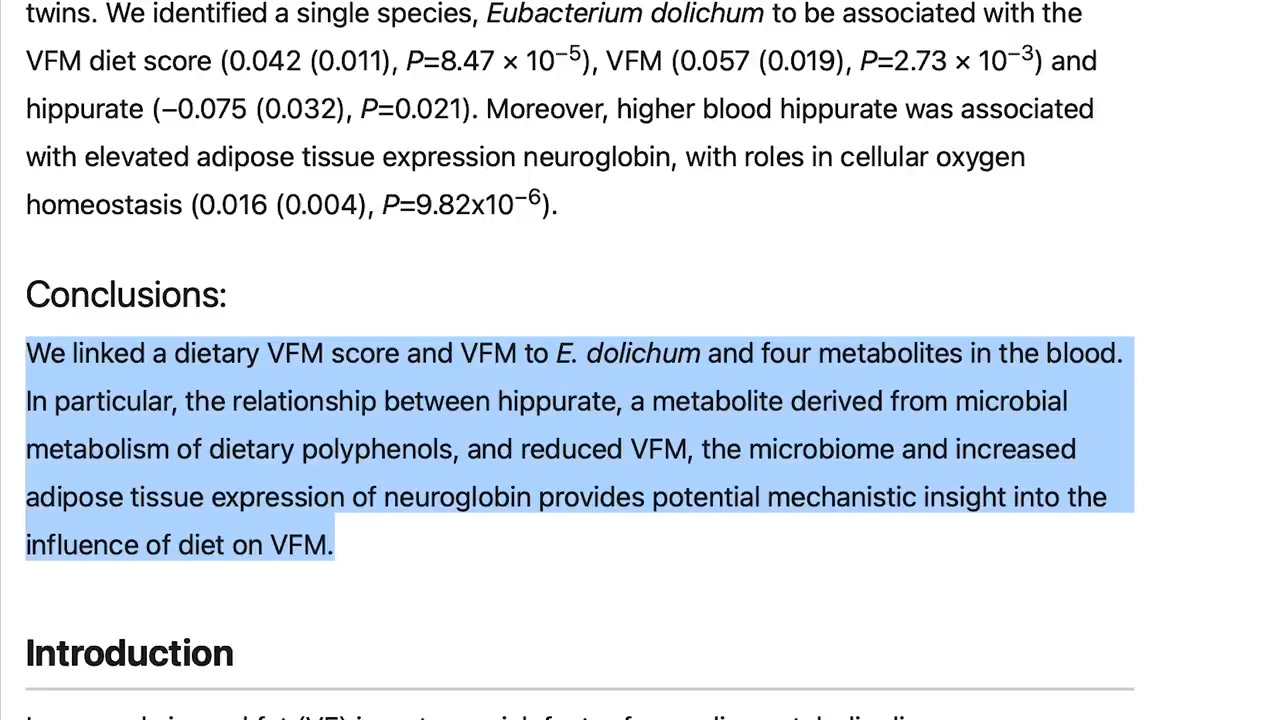 twins. We identified a single species, Eubacterium dolichum to be associated with the
VFM diet score (0.042 (0.011), P=8.47 × 10−5), VFM (0.057 (0.019), P=2.73 × 10−3) and
hippurate (−0.075 (0.032), P=0.021). Moreover, higher blood hippurate was associated
with elevated adipose tissue expression neuroglobin, with roles in cellular oxygen
homeostasis (0.016 (0.004), P=9.82x10−6).
Conclusions:
We linked a dietary VFM score and VFM to E. dolichum and four metabolites in the blood.
In particular, the relationship between hippurate, a metabolite derived from microbial
metabolism of dietary polyphenols, and reduced VFM, the microbiome and increased
adipose tissue expression of neuroglobin provides potential mechanistic insight into the
influence of diet on VFM.
Introduction